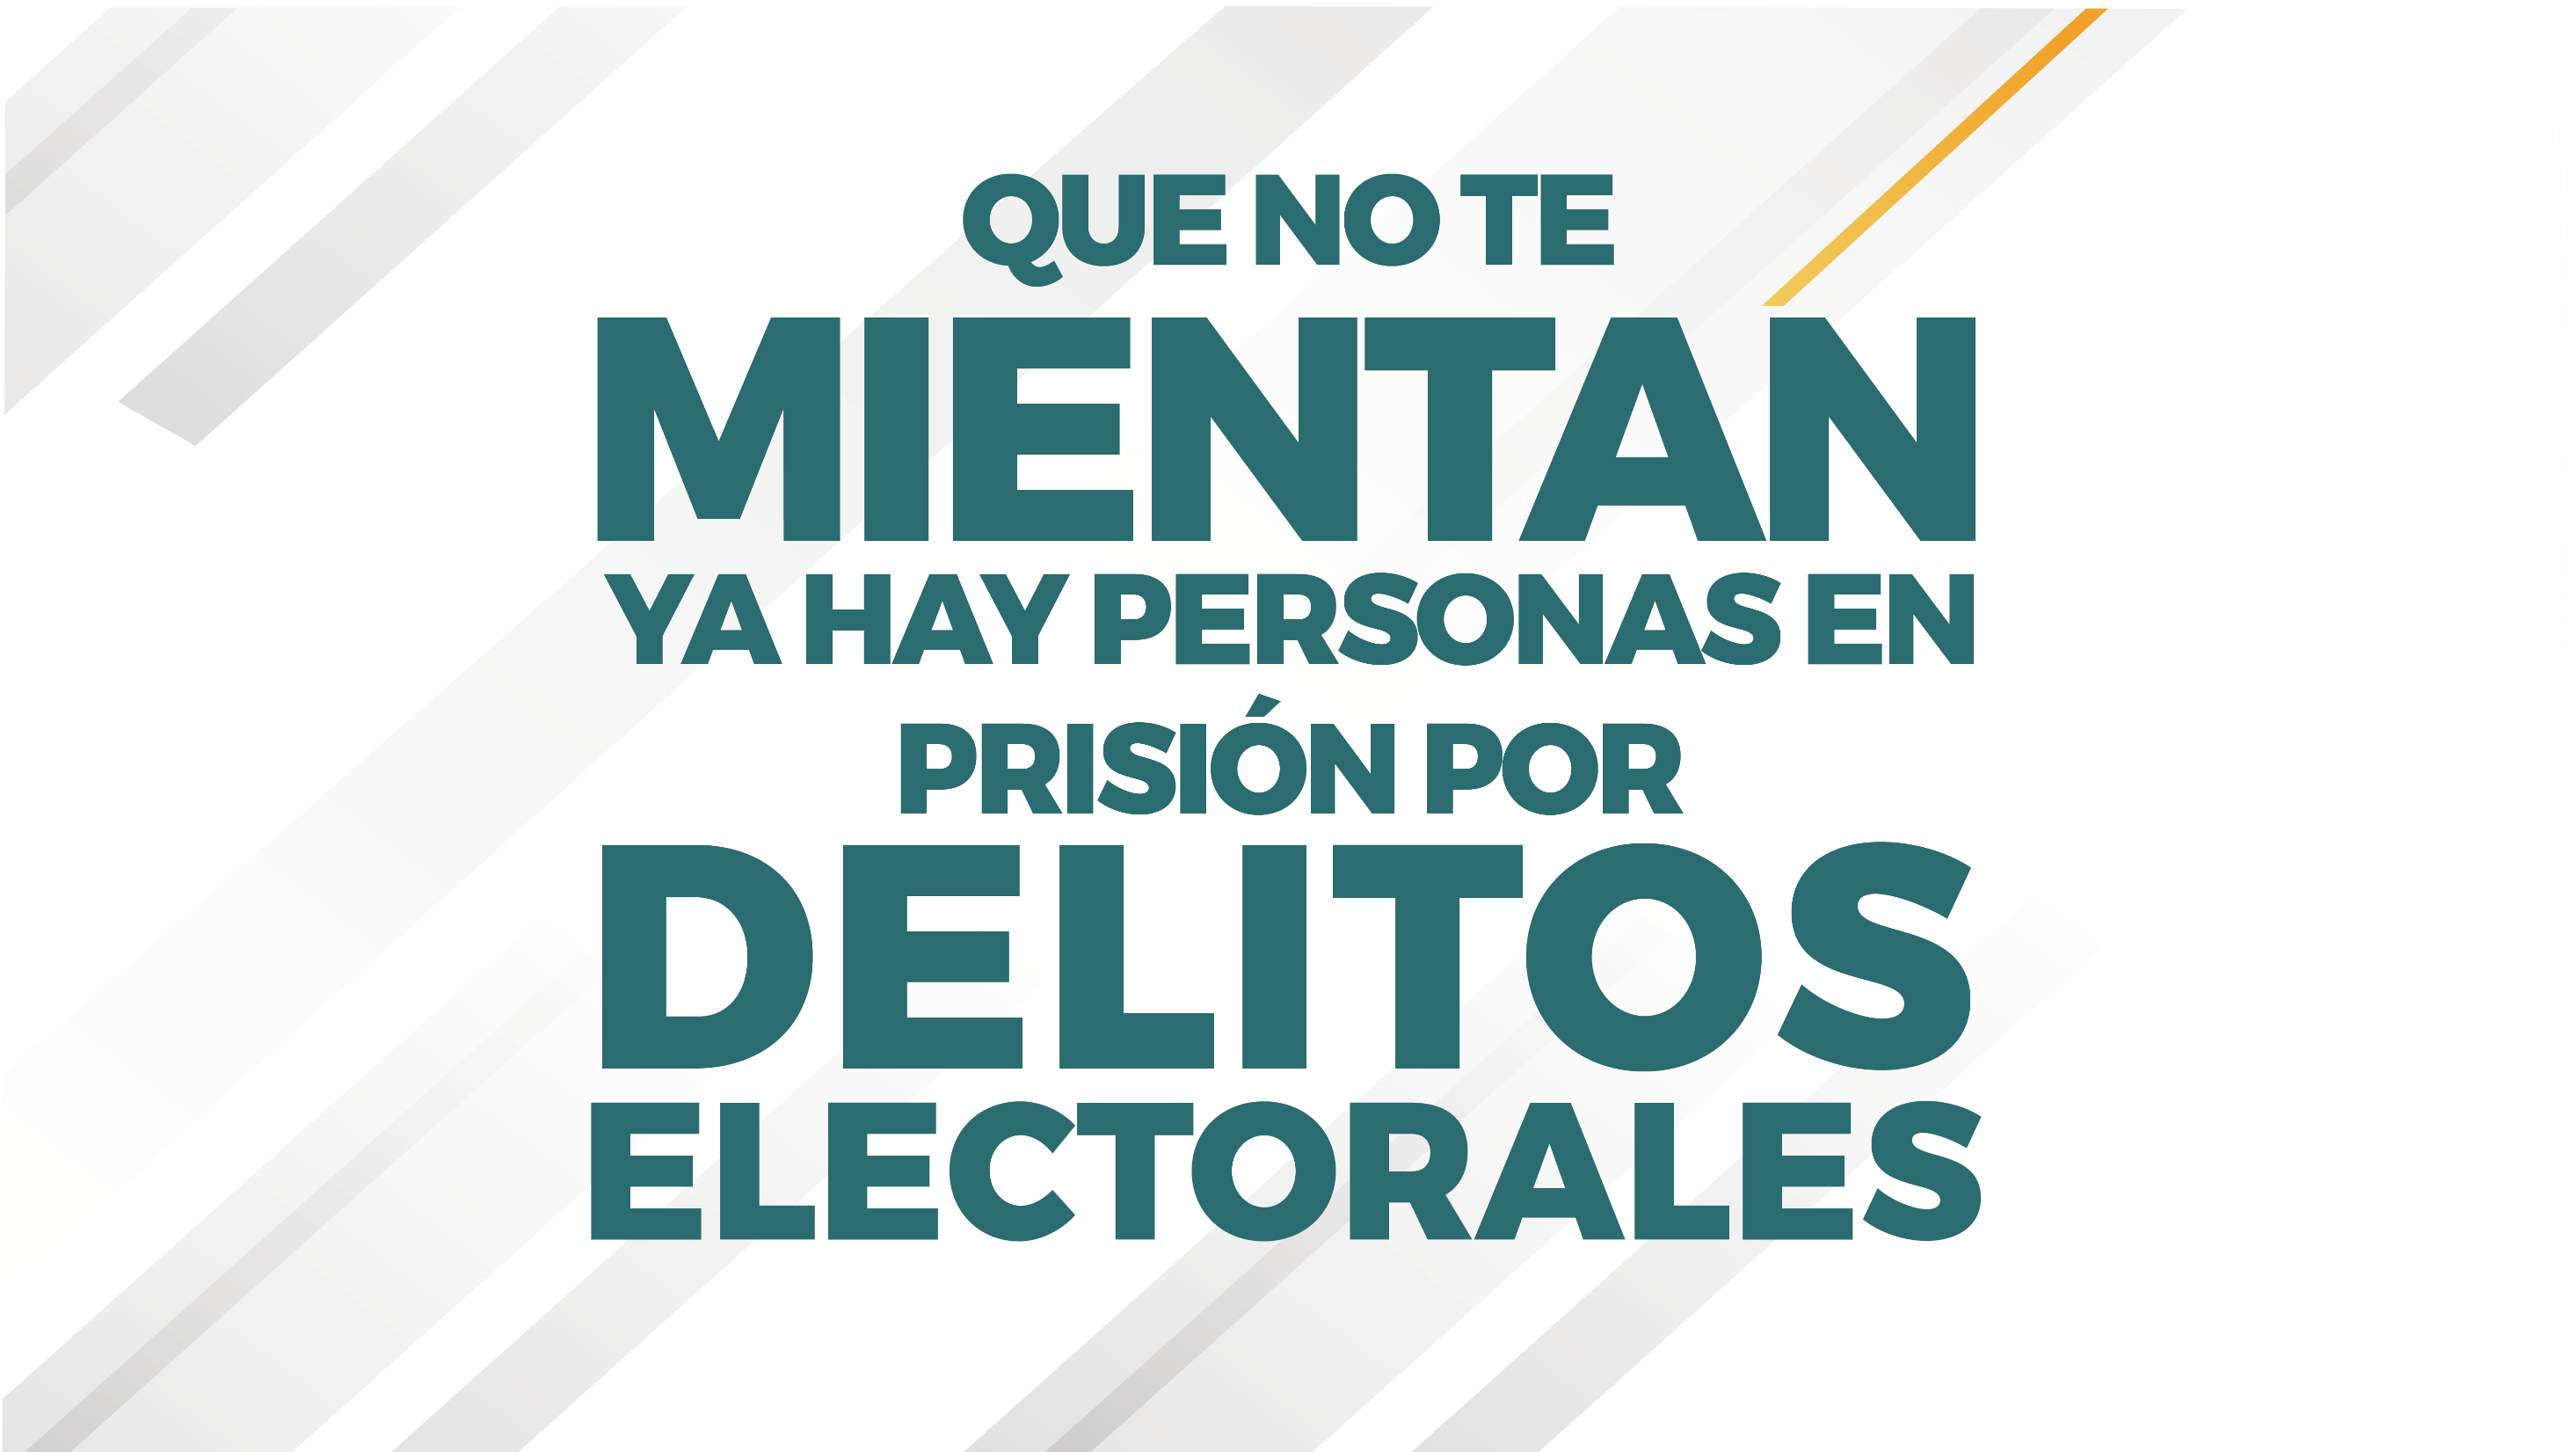 QUE NO TE
MIENTAN
YA HAY PERSONAS EN
PRISIÓN POR
DELITOS
ELECTORALES